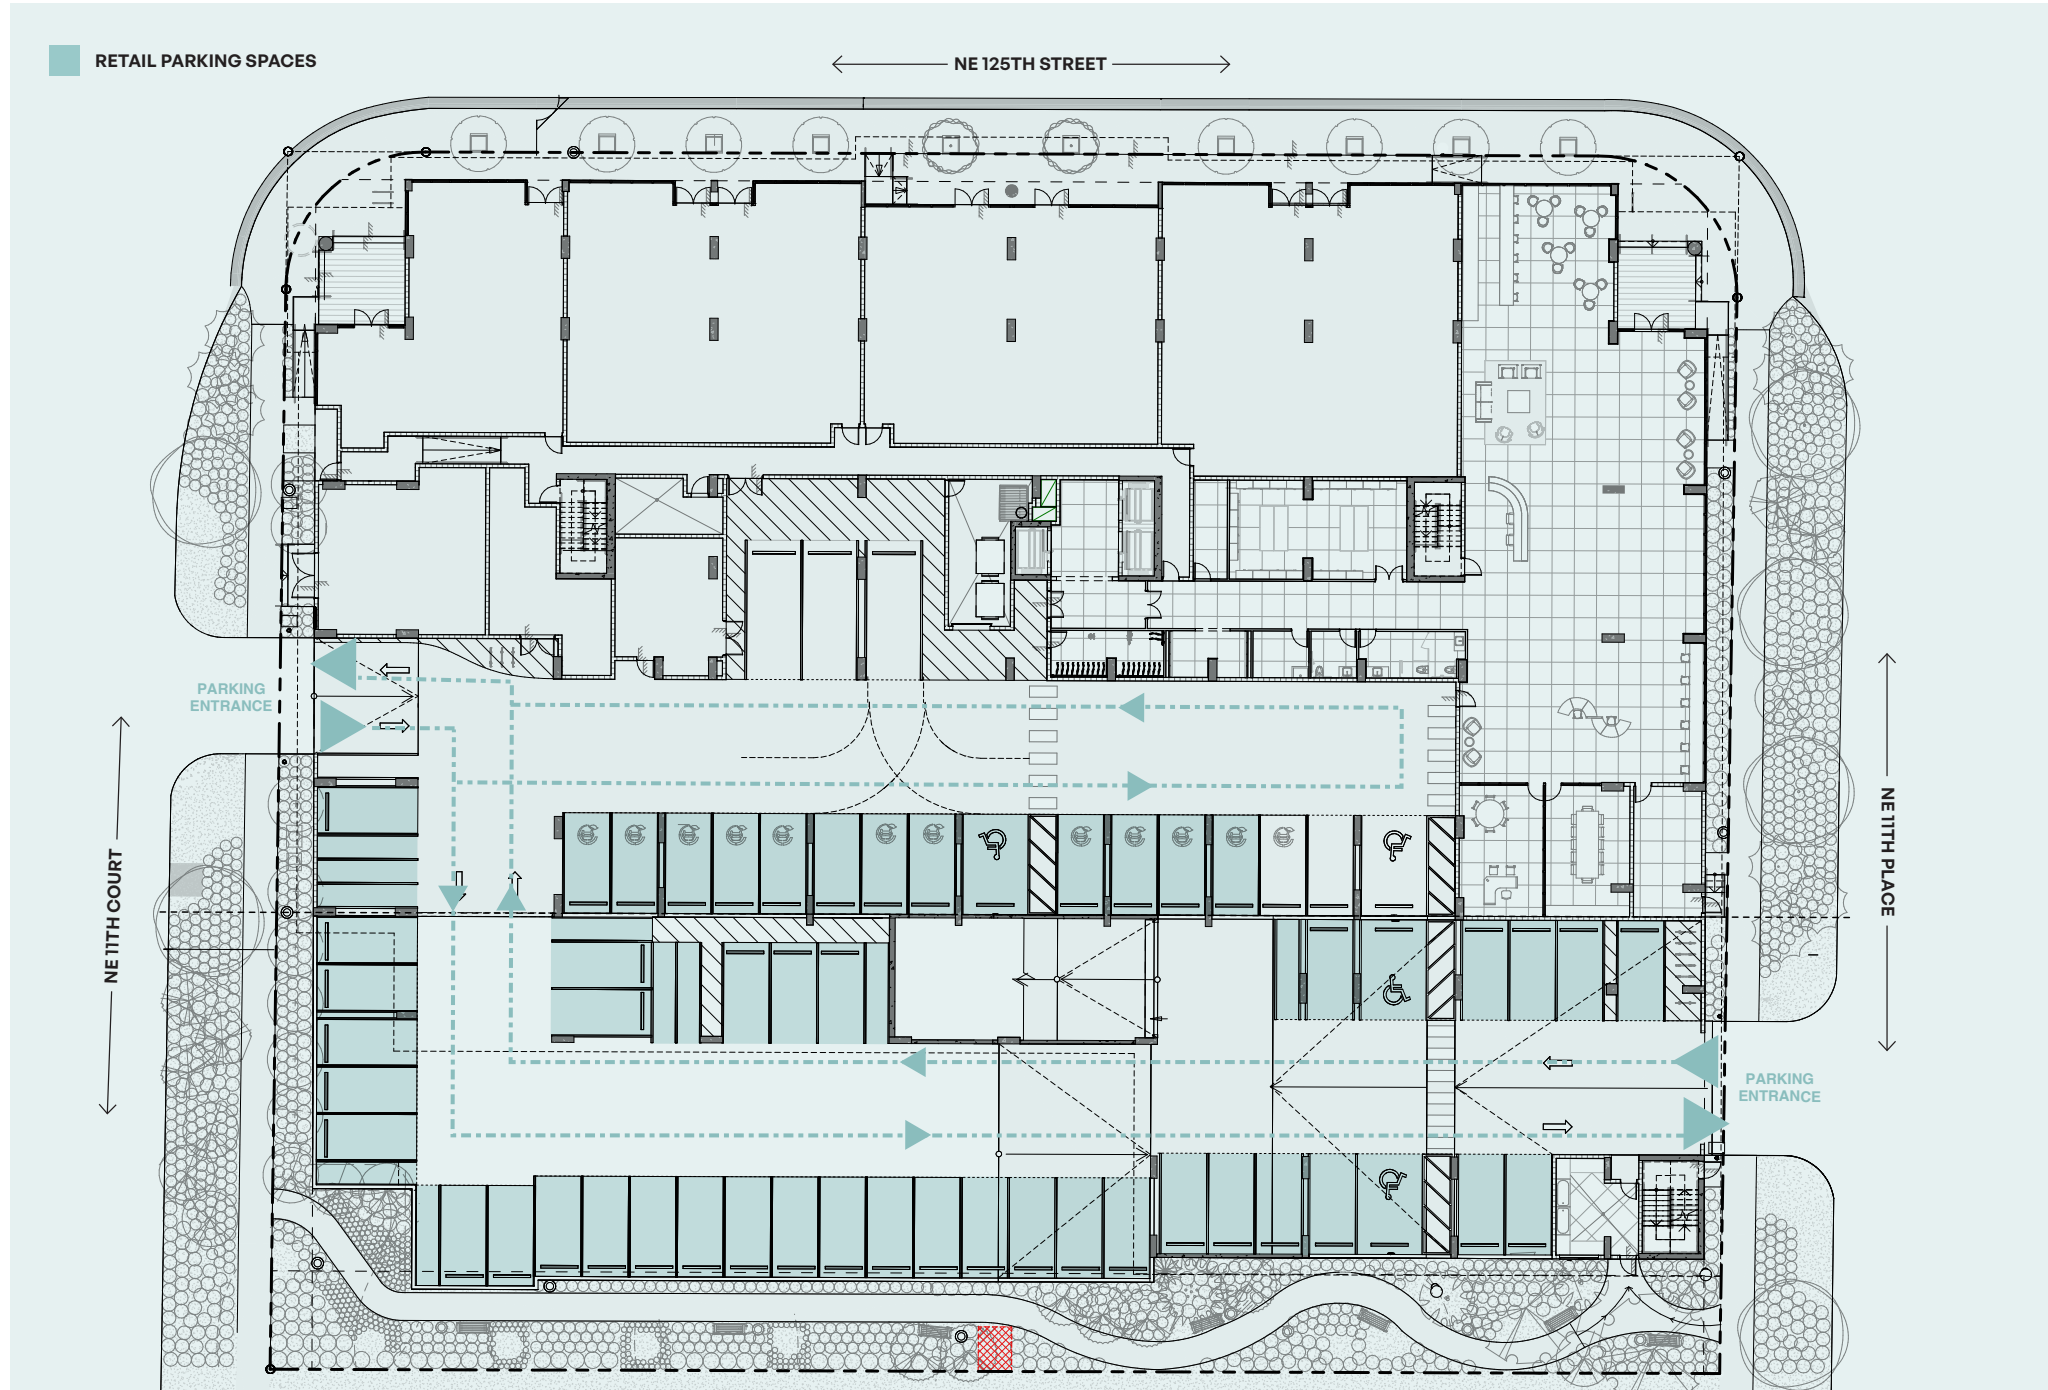 RETAIL PARKING SPACES
NE 125TH STREET
PARKING
ENTRANCE
NE 11TH COURT
NE 11TH PLACE
PARKING
ENTRANCE